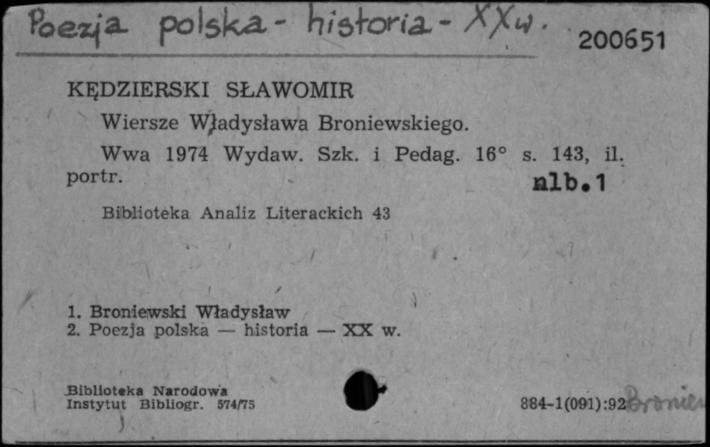 Poezja polska - historia - XX w.
200651
KĘDZIERSKI SŁAWOMIR
Wiersze Władysława Broniewskiego.
Wwa 1974 Wydaw. Szk. i Pedag. 16° s. 143, il.
portr.
nlb.1
Biblioteka Analiz Literackich 43
1. Broniewski Władysław
2. Poezja polska — historia — XX w.
Biblioteka Narodowa
Instytut Bibliogr. 574/75
884-1(091):92 Broniew